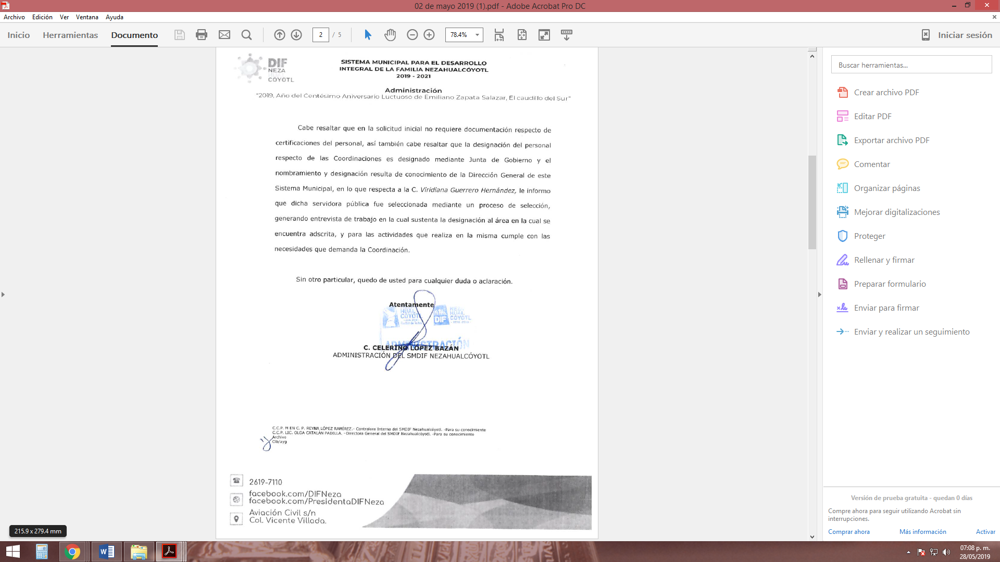 02 de mayo 2019 (1).pdf - Adobe Acrobat Pro DC
Archivo Edición Ver Ventana Ayuda
Inicio Herramientas Documento 2 / 5 78.4% Iniciar sesión
DIF
NEZA
HUAL
COYOTL
SISTEMA MUNICIPAL PARA EL DESARROLLO
INTEGRAL DE LA FAMILIA NEZAHUALCÓYOTL
2019 - 2021
Administración
"2019, Año del Centésimo Aniversario Luctuoso de Emiliano Zapata Salazar, El caudillo del Sur"
Cabe resaltar que en la solicitud inicial no requiere documentación respecto de
certificaciones del personal, así también cabe resaltar que la designación del personal
respecto de las Coordinaciones es designado mediante Junta de Gobierno y el
nombramiento y designación resulta de conocimiento de la Dirección General de este
Sistema Municipal, en lo que respecta a la C. Viridiana Guerrero Hernández, le informo
que dicha servidora pública fue seleccionada mediante un proceso de selección,
generando entrevista de trabajo en la cual sustenta la designación al área en la cual se
encuentra adscrita, y para las actividades que realiza en la misma cumple con las
necesidades que demanda la Coordinación.
Sin otro particular, quedo de usted para cualquier duda o aclaración.
Atentamente
HUAL
COYOTL
NEZA
HUAL
COYOTL
DIF
ADMINISTRACIÓN
C. CELERINO LÓPEZ BAZÁN
ADMINISTRACIÓN DEL SMDIF NEZAHUALCÓYOTL
C.C.P. M EN C. P. REYNA LÓPEZ RAMÍREZ.- Contralora Interna del SMDIF Nezahualcóyotl. -Para su conocimiento
C.C.P. LIC. OLGA CATALÁN PADILLA. -Directora General del SMDIF Nezahualcóyotl. -Para su conocimiento
Archivo
Clb/ayg
2619-7110
facebook.com/DIFNeza
facebook.com/PresidentaDIFNeza
Aviación Civil s/n
Col. Vicente Villada.
215.9 x 279.4 mm
Buscar herramientas...
Crear archivo PDF
Editar PDF
Exportar archivo PDF
Comentar
Organizar páginas
Mejorar digitalizaciones
Proteger
Rellenar y firmar
Preparar formulario
Enviar para firmar
Enviar y realizar un seguimiento
Versión de prueba gratuita - quedan 0 días
Compre ahora para seguir utilizando Acrobat sin
interrupciones.
Comprar ahora Más información Activar
07:08 p. m.
28/05/2019